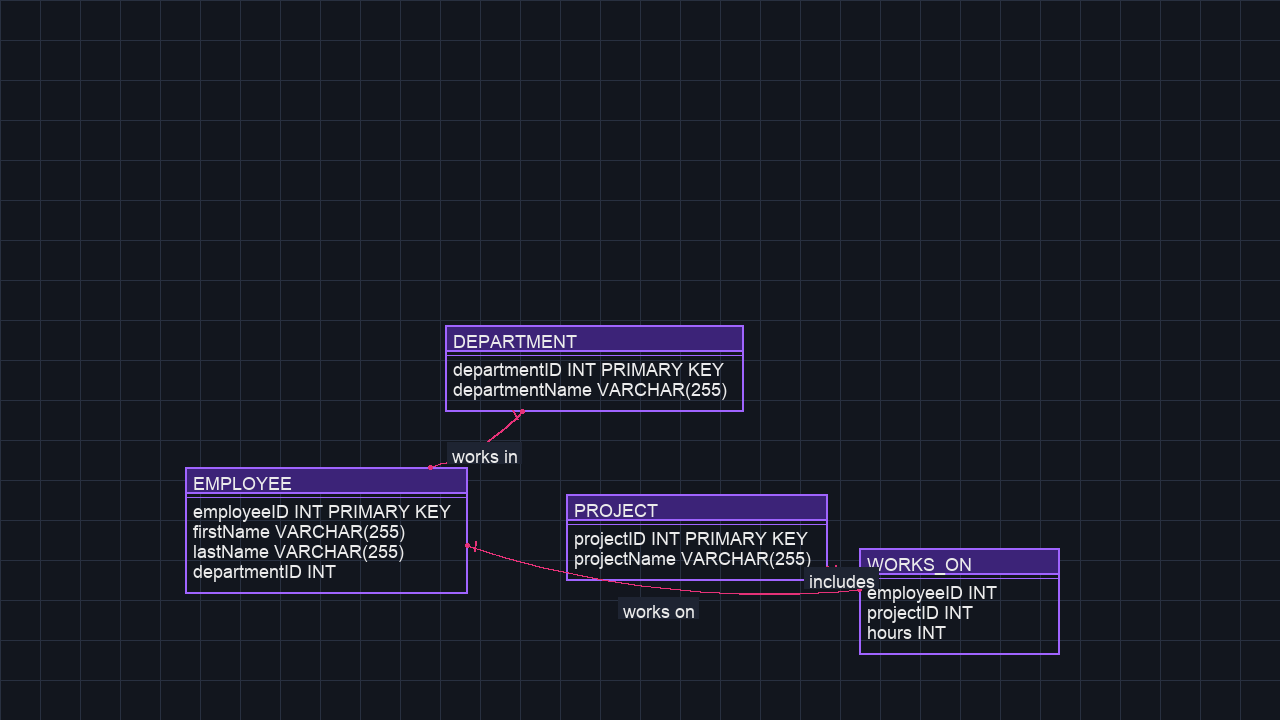 DEPARTMENT
departmentID INT PRIMARY KEY
departmentName VARCHAR(255)
works in
EMPLOYEE
employeeID INT PRIMARY KEY
firstName VARCHAR(255)
lastName VARCHAR(255)
departmentID INT
PROJECT
projectID INT PRIMARY KEY
projectName VARCHAR(255)
includes
works on
WORKS_ON
employeeID INT
projectID INT
hours INT